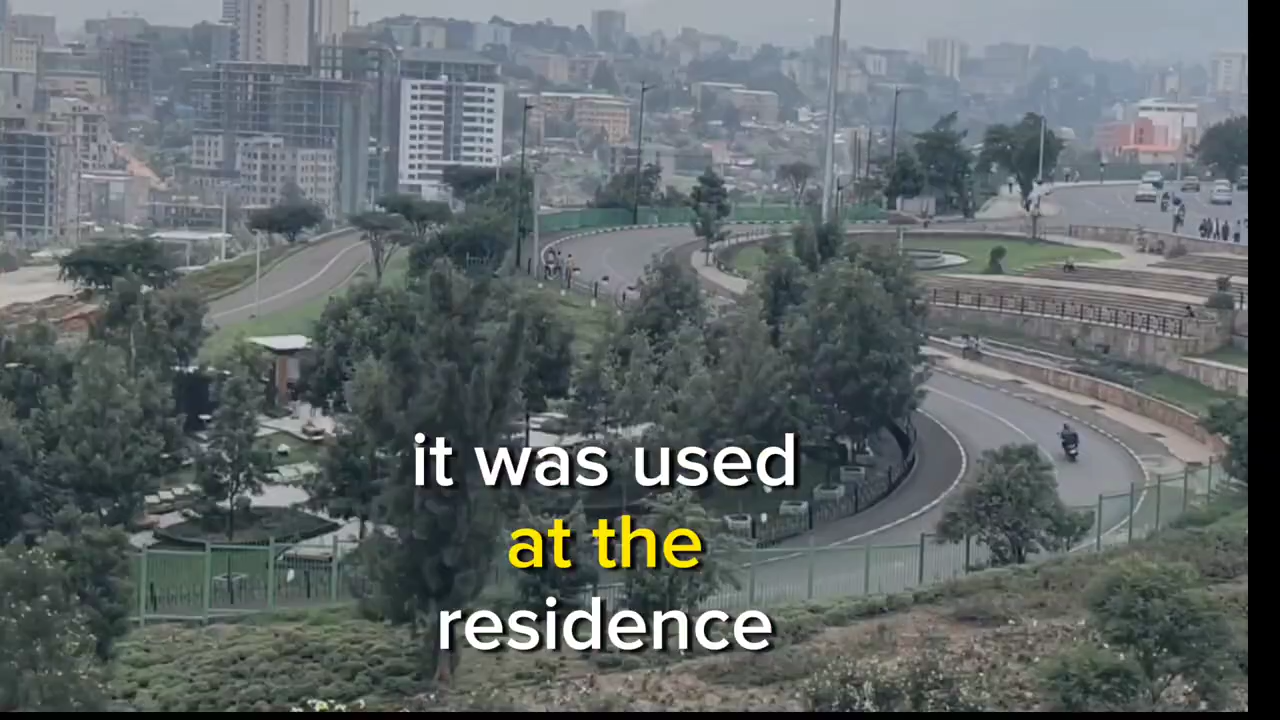 it was used
at the
residence